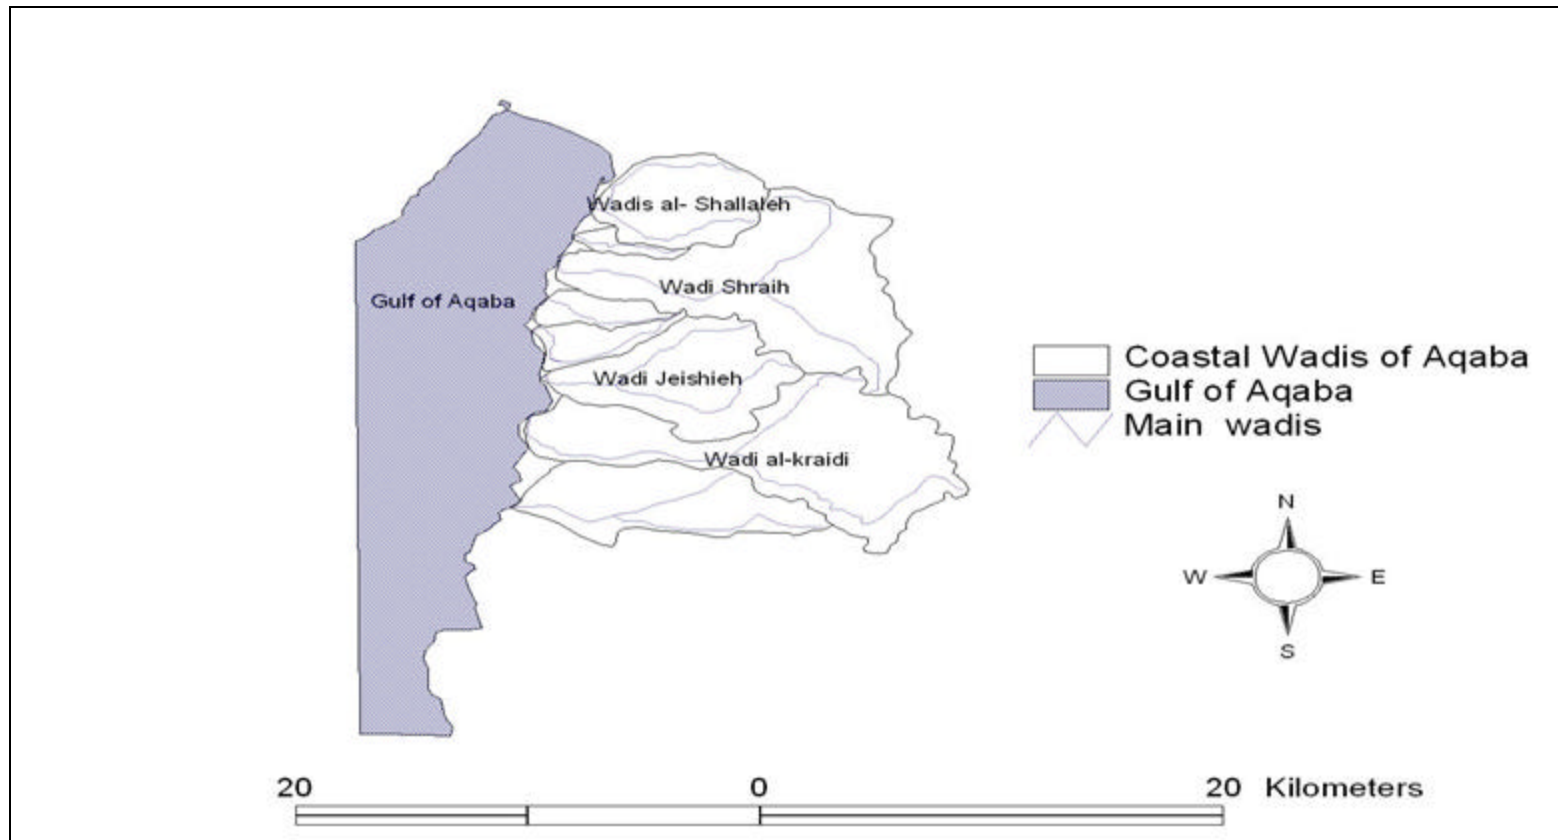 Wadis al- Shallaleh
Wadi Shraih
Gulf of Aqaba
Wadi Jeishieh
Wadi al-kraidi
Coastal Wadis of Aqaba
Gulf of Aqaba
Main wadis
N
W E
S
20 0 20 Kilometers